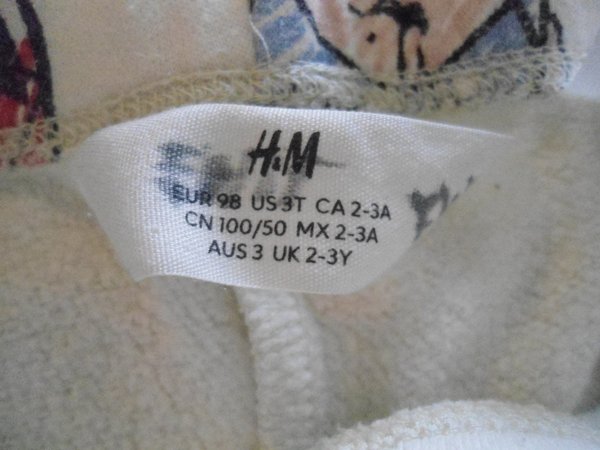 H&M
EUR 98 US 3T CA 2-3A
CN 100/50 MX 2-3A
AUS 3 UK 2-3Y